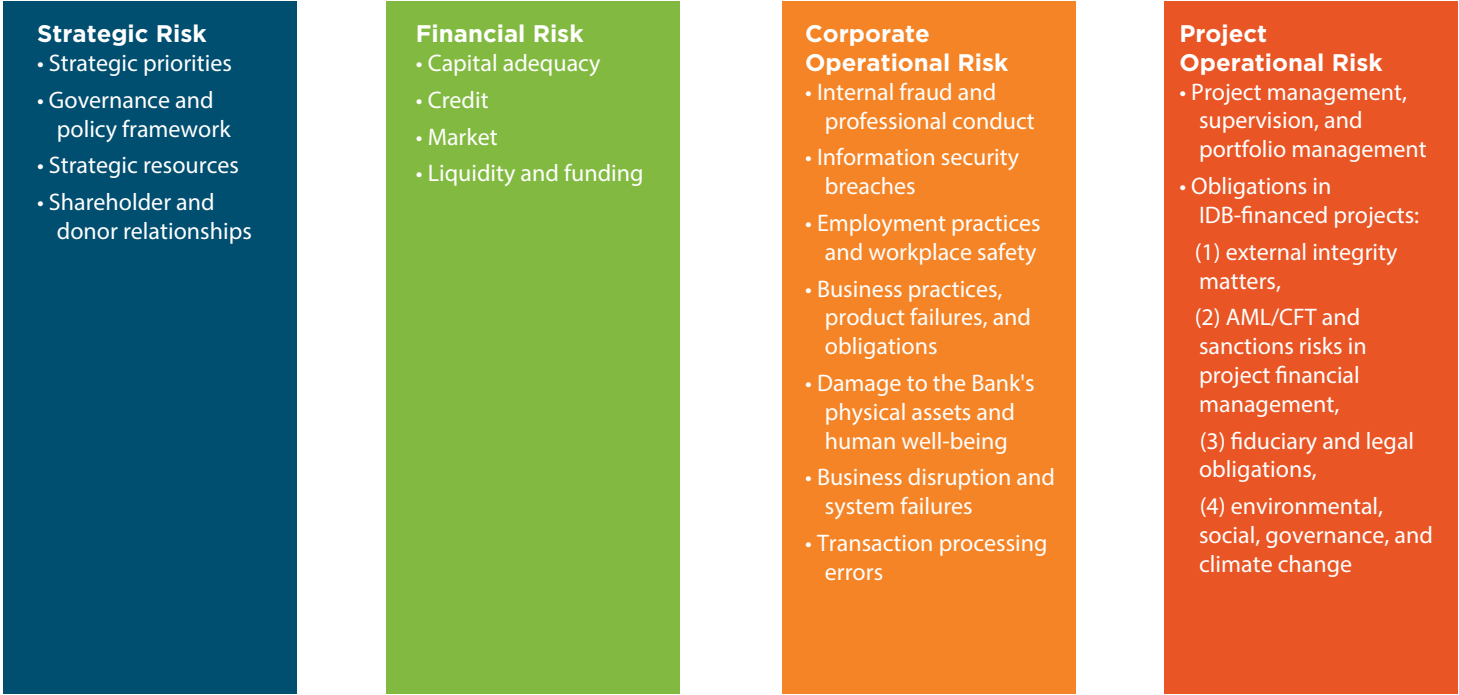 Strategic Risk
• Strategic priorities
• Governance and
policy framework
• Strategic resources
• Shareholder and
donor relationships
Financial Risk
• Capital adequacy
• Credit
• Market
• Liquidity and funding
Corporate
Operational Risk
• Internal fraud and
professional conduct
• Information security
breaches
• Employment practices
and workplace safety
• Business practices,
product failures, and
obligations
• Damage to the Bank's
physical assets and
human well-being
• Business disruption and
system failures
• Transaction processing
errors
Project
Operational Risk
• Project management,
supervision, and
portfolio management
• Obligations in
IDB-financed projects:
(1) external integrity
matters,
(2) AML/CFT and
sanctions risks in
project financial
management,
(3) fiduciary and legal
obligations,
(4) environmental,
social, governance, and
climate change